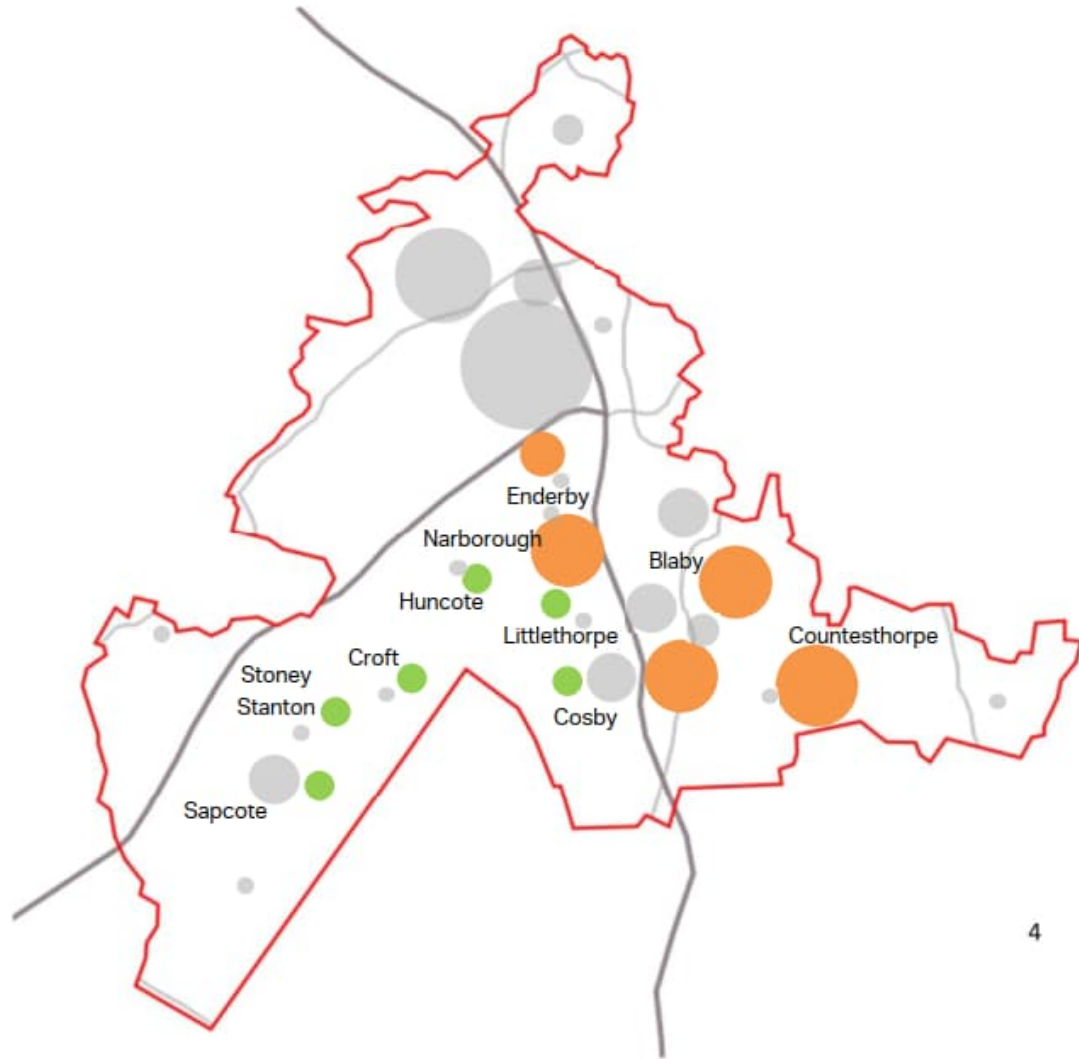 Enderby
Narborough
Blaby
Huncote
Littlethorpe
Countesthorpe
Croft
Stoney
Stanton
Cosby
Sapcote
4